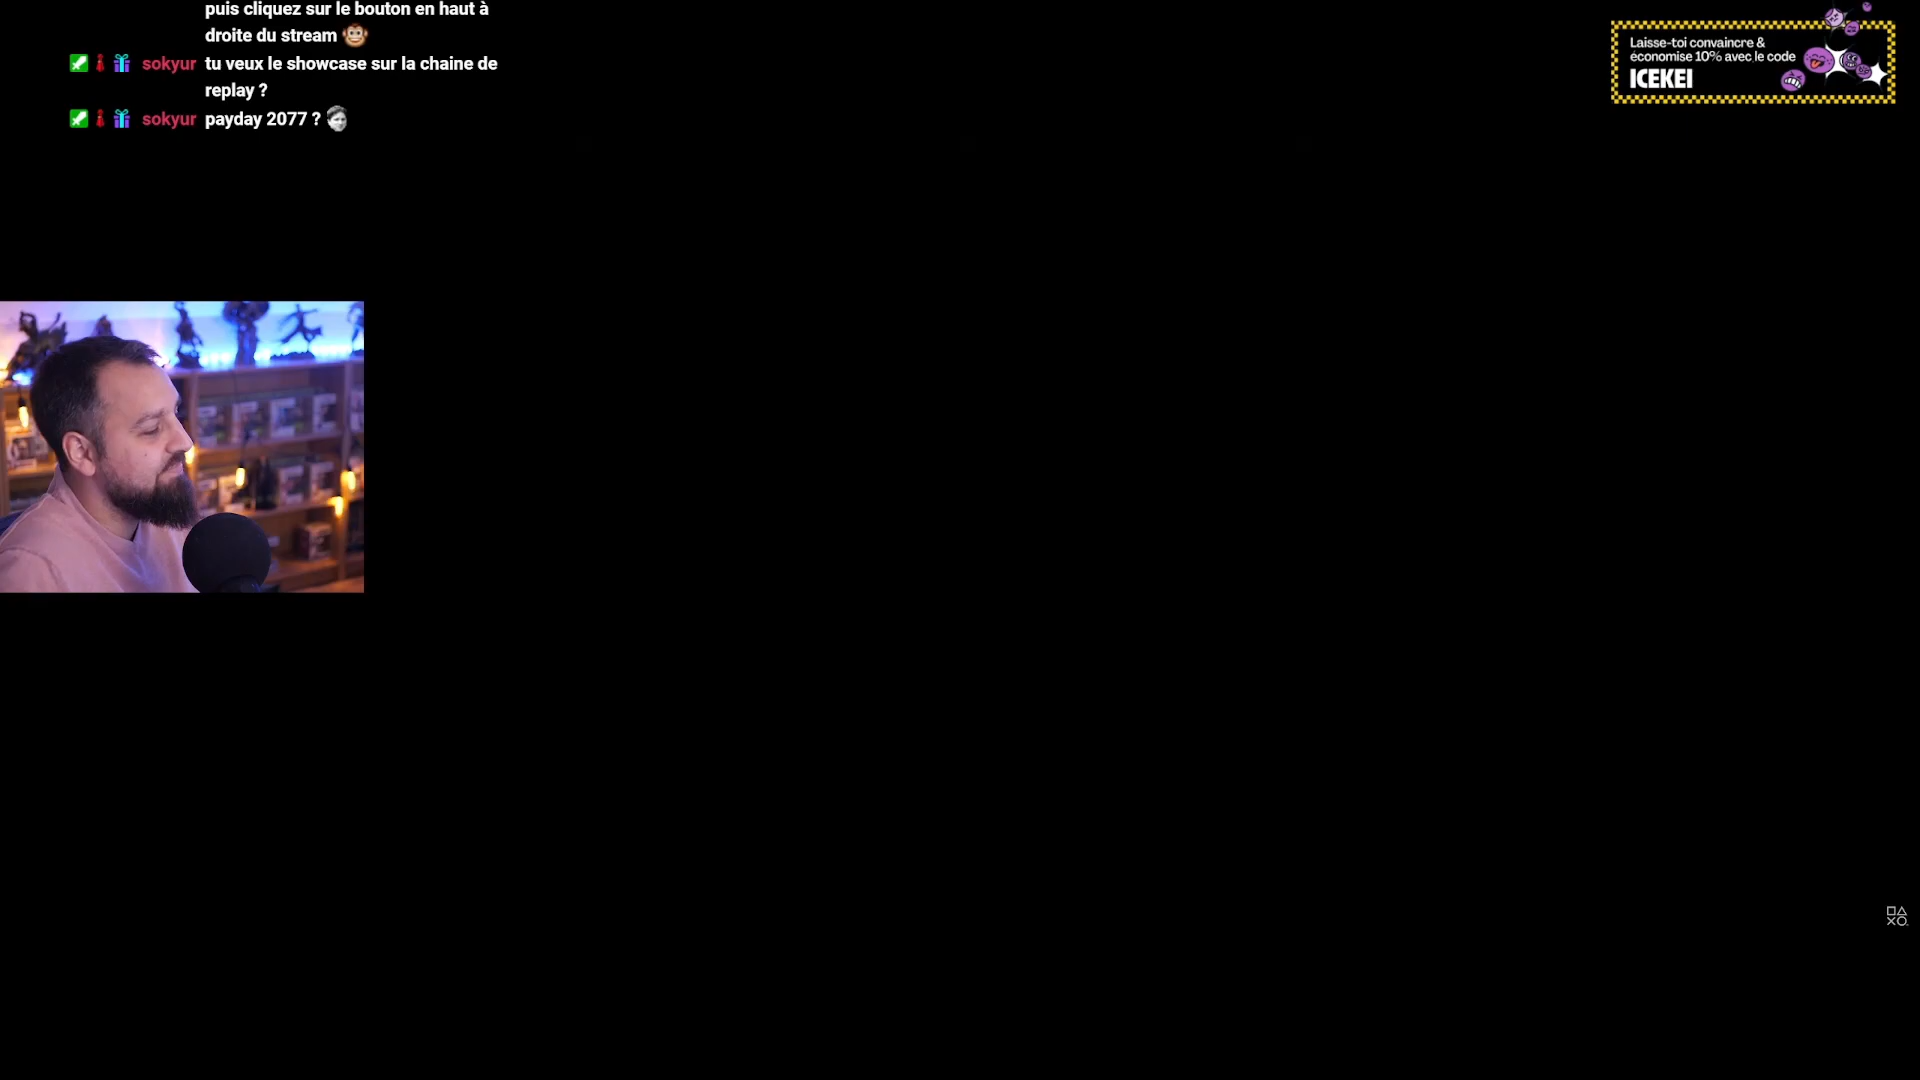 puis cliquez sur le bouton en haut à
droite du stream
sokyur tu veux le showcase sur la chaine de
replay ?
sokyur payday 2077 ?
Laisse-toi convaincre &
économise 10% avec le code
ICEKEI